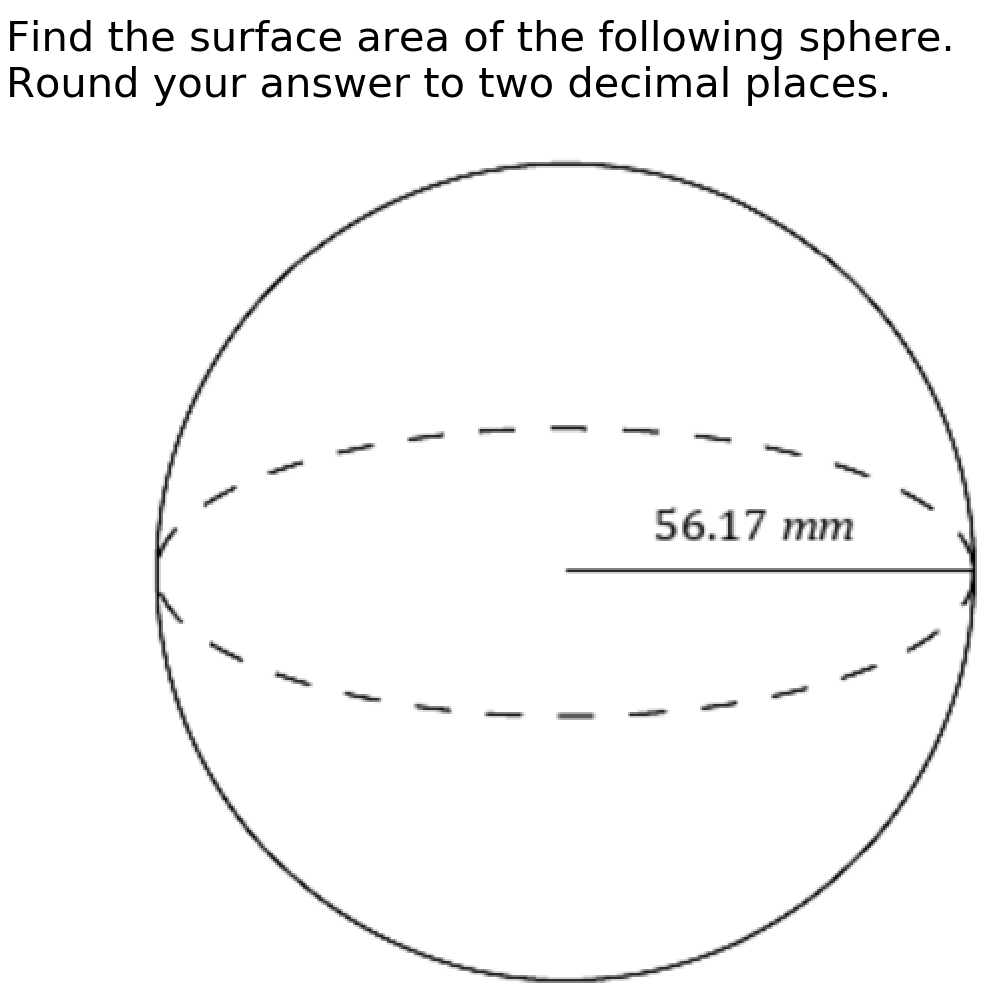 Find the surface area of the following sphere.
Round your answer to two decimal places.
56.17 mm